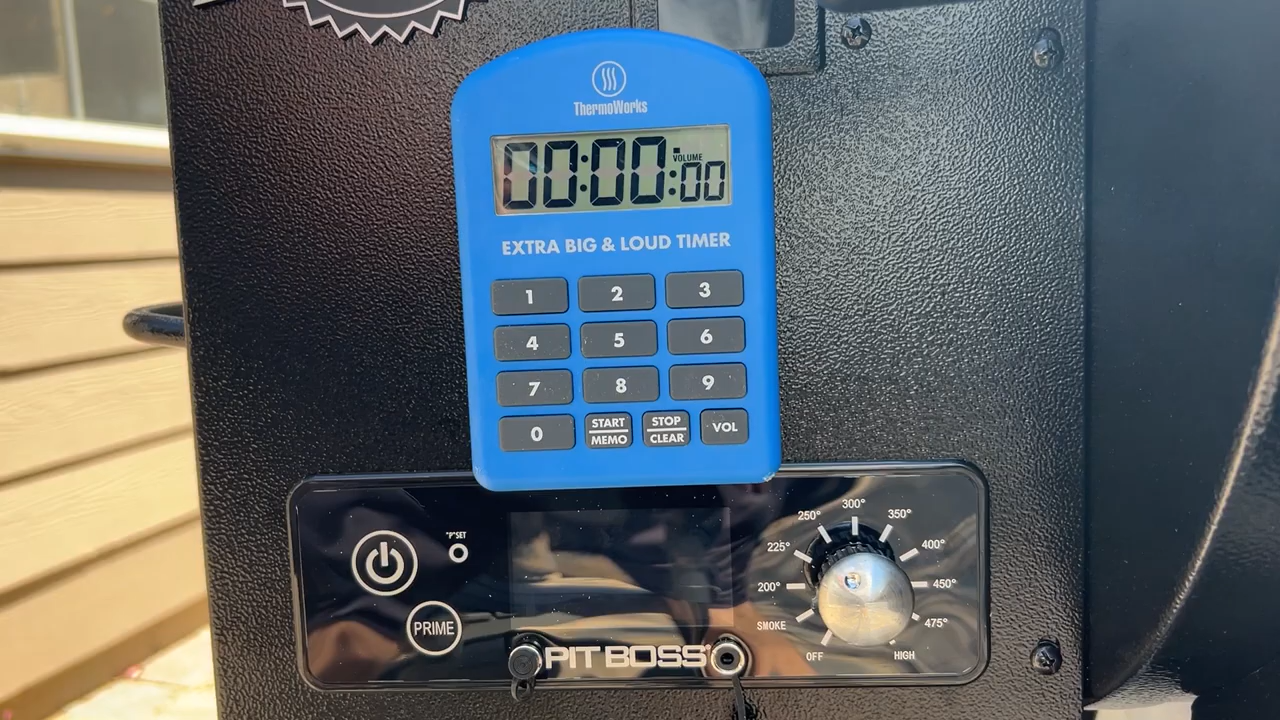 ThermoWorks
00:00:00
VOLUME
EXTRA BIG & LOUD TIMER
1 2 3
4 5 6
7 8 9
0 START MEMO STOP CLEAR VOL
"P"SET
PRIME
PIT BOSS
OFF
SMOKE
200°
225°
250°
300°
350°
400°
450°
475°
HIGH